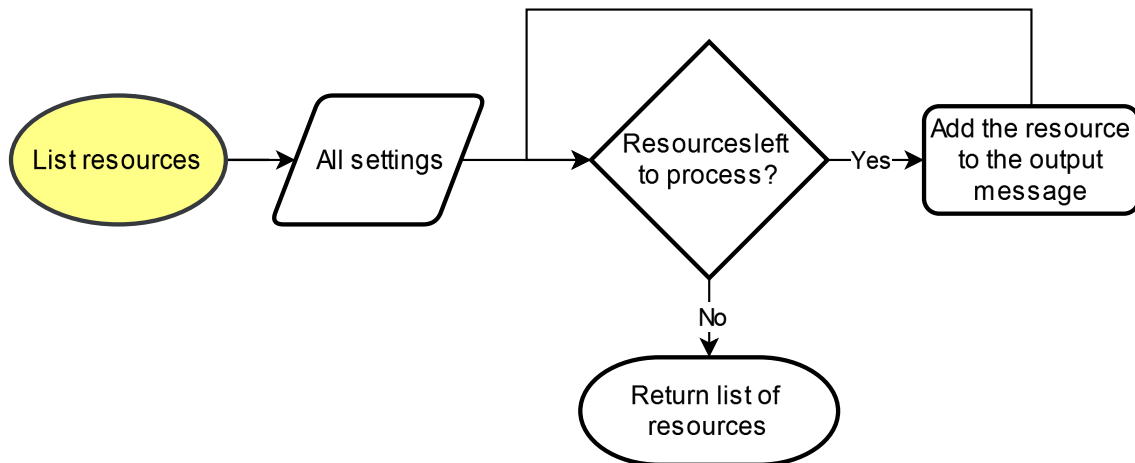 List resources
All settings
Resourcesleft
to process?
Yes
Add the resource
to the output
message
No
Return list of
resources